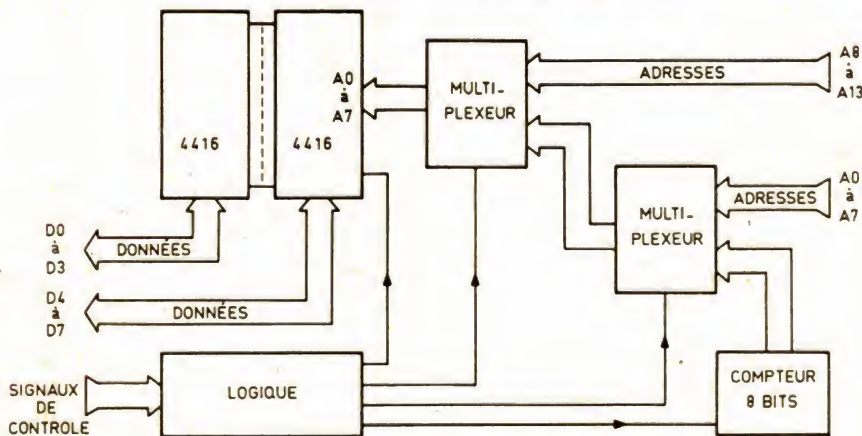 4416
4416
A0
à
A7
MULTI-
PLEXEUR
ADRESSES
A8
à
A13
MULTI-
PLEXEUR
ADRESSES
A0
à
A7
D0
à
D3
DONNÉES
D4
à
D7
DONNÉES
SIGNAUX
DE
CONTROLE
LOGIQUE
COMPTEUR
8 BITS